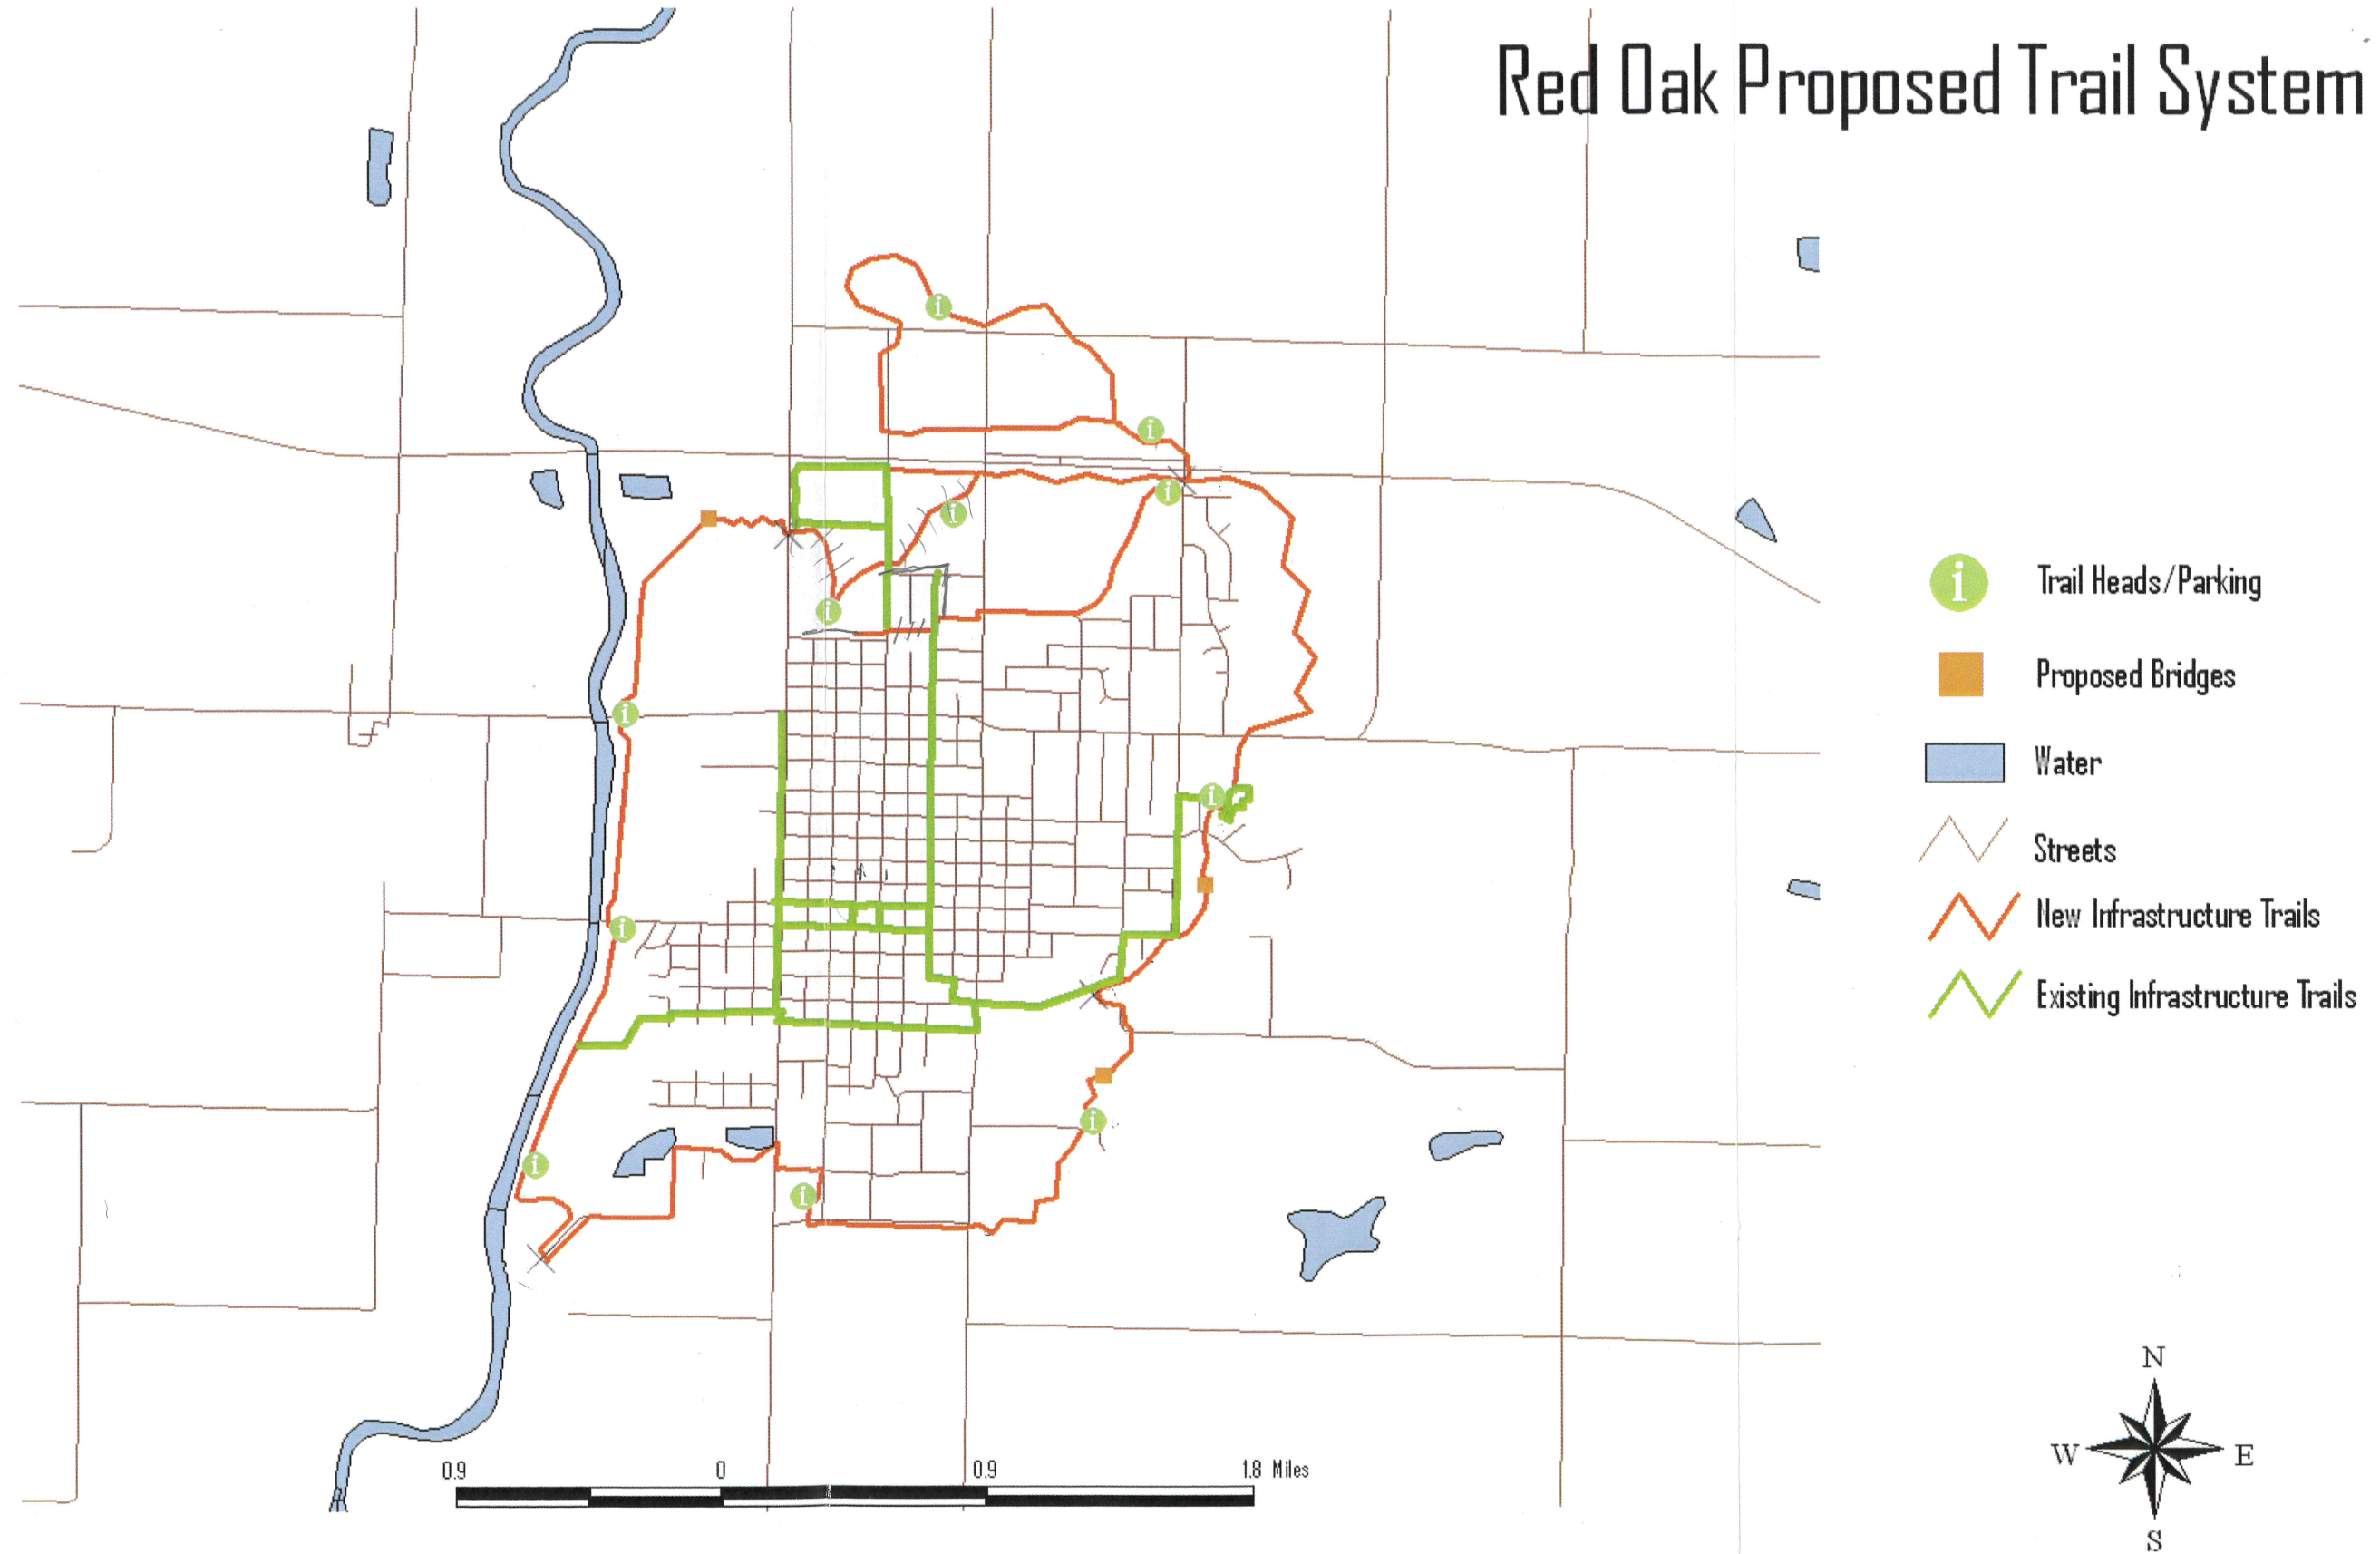 Red Oak Proposed Trail System
i
i
i
i
i
i
i
i
i
i
i
i Trail Heads/Parking
Proposed Bridges
Water
Streets
New Infrastructure Trails
Existing Infrastructure Trails
N
W E
S
0.9 0 0.9 1.8 Miles